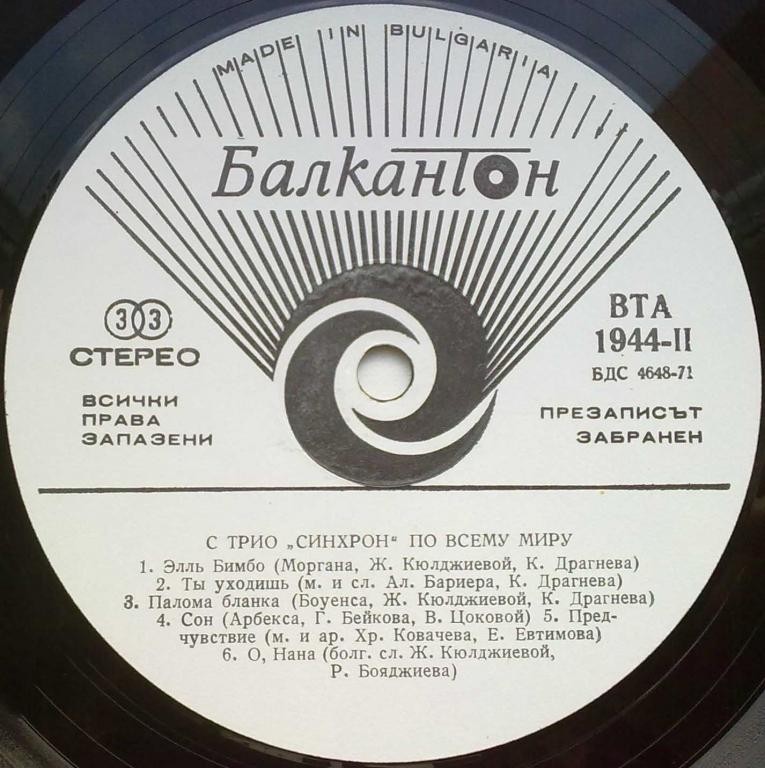 MADE IN BULGARIA
Балкантон
33
СТЕРЕО
ВСИЧКИ
ПРАВА
ЗАПАЗЕНИ
ВТА
1944-II
БДС 4648-71
ПРЕЗАПИСЪТ
ЗАБРАНЕН
С ТРИО „СИНХРОН“ ПО ВСЕМУ МИРУ
1. Элль Бимбо (Моргана, Ж. Кюлджиевой, К. Драгнева)
2. Ты уходишь (м. и сл. Ал. Бариера, К. Драгнева)
3. Палома бланка (Боуенса, Ж. Кюлджиевой, К. Драгнева)
4. Сон (Арбекса, Г. Бейкова, В. Цоковой) 5. Пред-
чувствие (м. и ар. Хр. Ковачева, Е. Евтимова)
6. О, Нана (болг. сл. Ж. Кюлджиевой,
Р. Бояджиева)